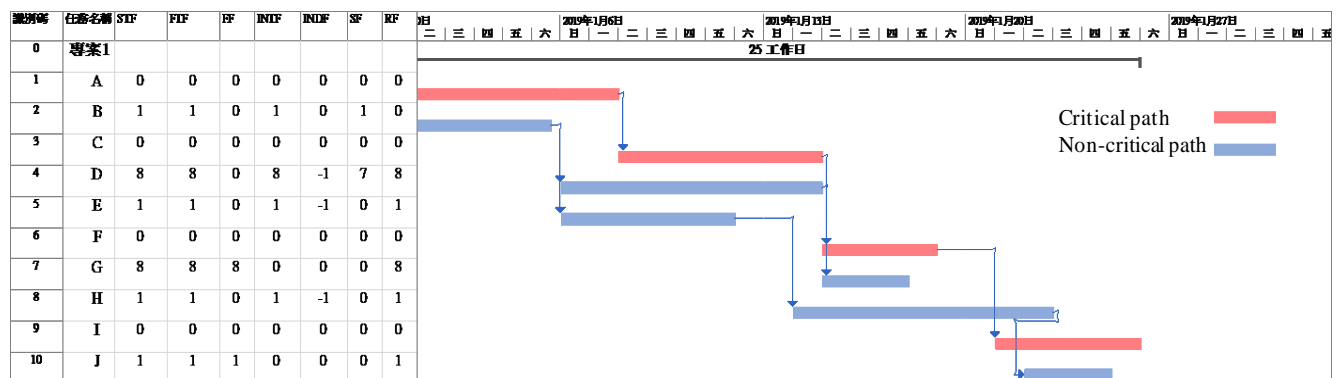 識別碼 任務名稱 STF FTF FF INTF INDF SF RF 0日 2019年1月6日 2019年1月13日 2019年1月20日 2019年1月27日
二 三 四 五 六 日 一 二 三 四 五 六 日 一 二 三 四 五 六 日 一 二 三 四 五 六 日 一 二 三 四 五
0 專案1 25 工作日
1 A 0 0 0 0 0 0 0
2 B 1 1 0 1 0 1 0
3 C 0 0 0 0 0 0 0
4 D 8 8 0 8 -1 7 8
5 E 1 1 0 1 -1 0 1
6 F 0 0 0 0 0 0 0
7 G 8 8 8 0 0 0 8
8 H 1 1 0 1 -1 0 1
9 I 0 0 0 0 0 0 0
10 J 1 1 1 0 0 0 1
Critical path
Non-critical path